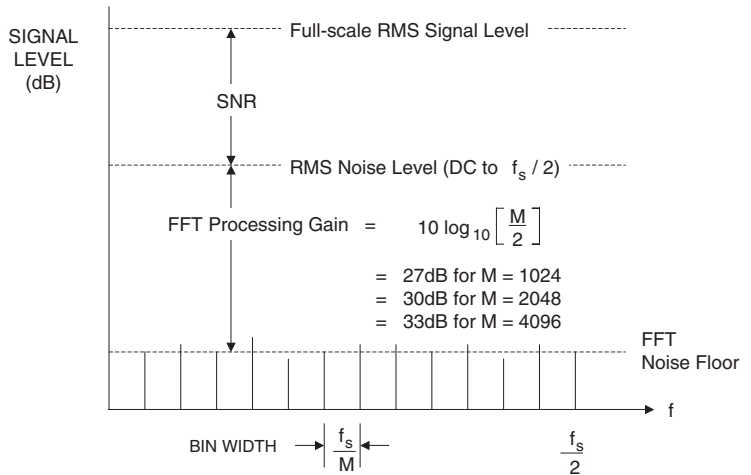 SIGNAL
LEVEL
(dB)
Full-scale RMS Signal Level
SNR
RMS Noise Level (DC to f_s / 2)
FFT Processing Gain = 10 log_10 [M/2]
= 27dB for M = 1024
= 30dB for M = 2048
= 33dB for M = 4096
FFT
Noise Floor
f
BIN WIDTH
f_s/M
f_s/2